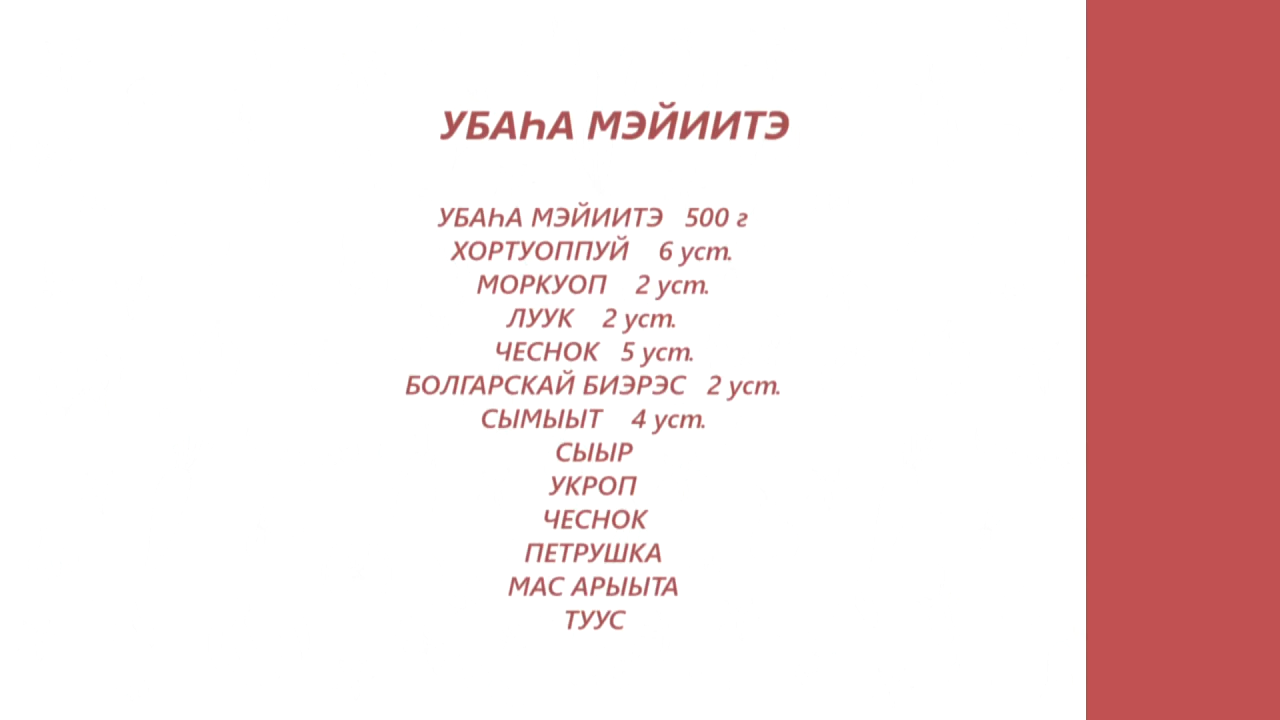 УБАҺА МЭЙИИТЭ
УБАҺА МЭЙИИТЭ 500 г
ХОРТУОППУЙ 6 уст.
МОРКУОП 2 уст.
ЛУУК 2 уст.
ЧЕСНОК 5 уст.
БОЛГАРСКАЙ БИЭРЭС 2 уст.
СЫМЫЫТ 4 уст.
СЫЫР
УКРОП
ЧЕСНОК
ПЕТРУШКА
МАС АРЫЫТА
ТУУС